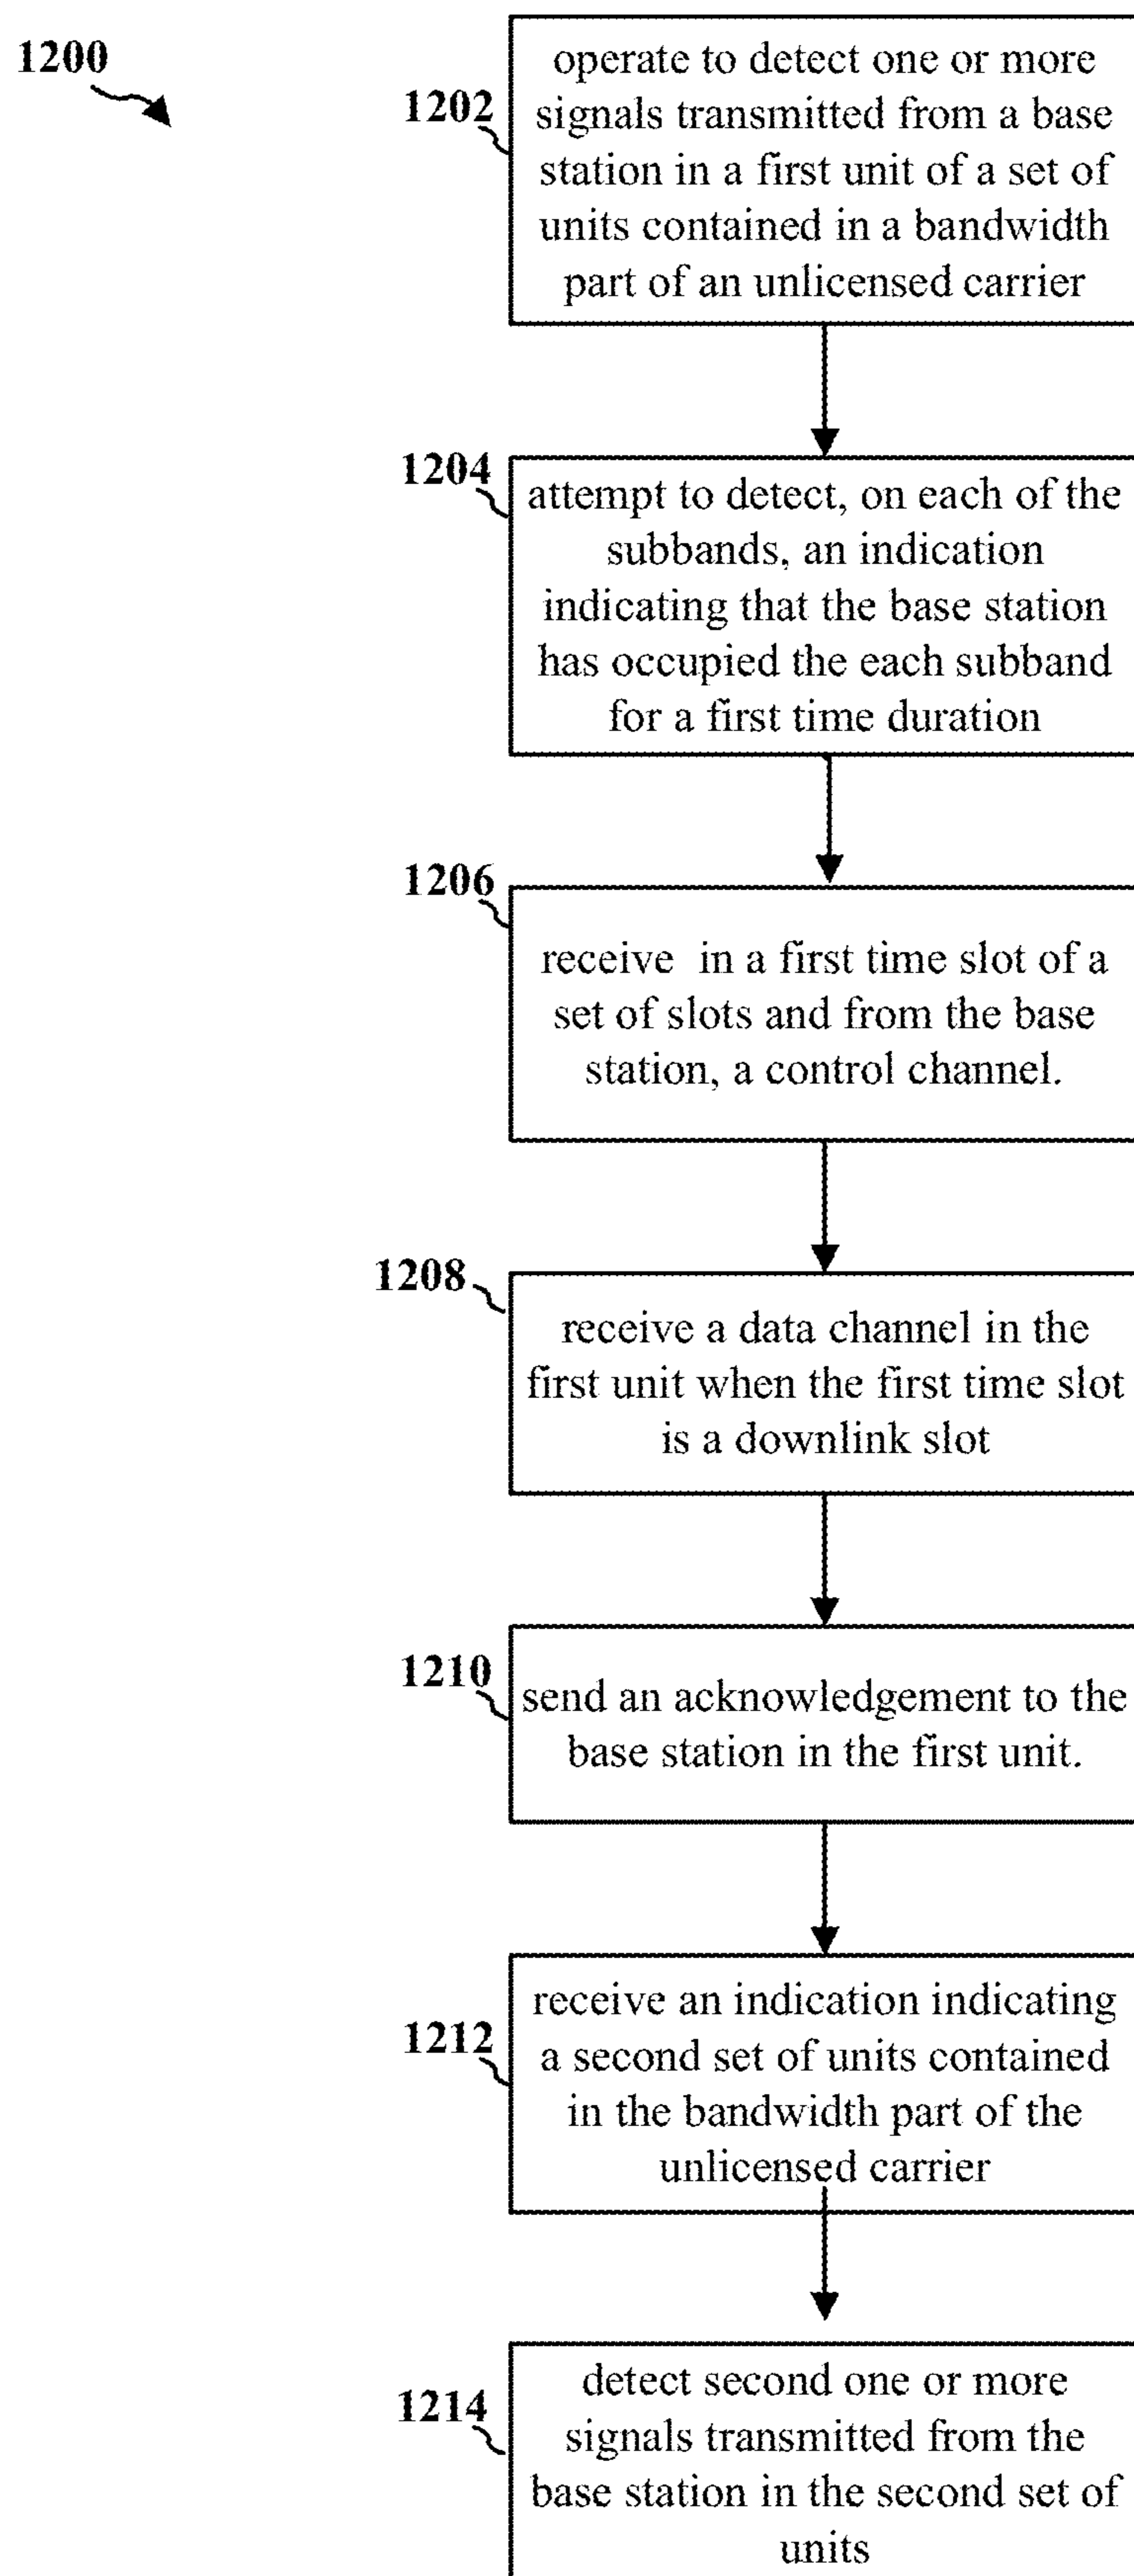 1200
1202
operate to detect one or more
signals transmitted from a base
station in a first unit of a set of
units contained in a bandwidth
part of an unlicensed carrier
1204
attempt to detect, on each of the
subbands, an indication
indicating that the base station
has occupied the each subband
for a first time duration
1206
receive in a first time slot of a
set of slots and from the base
station, a control channel.
1208
receive a data channel in the
first unit when the first time slot
is a downlink slot
1210
send an acknowledgement to the
base station in the first unit.
1212
receive an indication indicating
a second set of units contained
in the bandwidth part of the
unlicensed carrier
1214
detect second one or more
signals transmitted from the
base station in the second set of
units